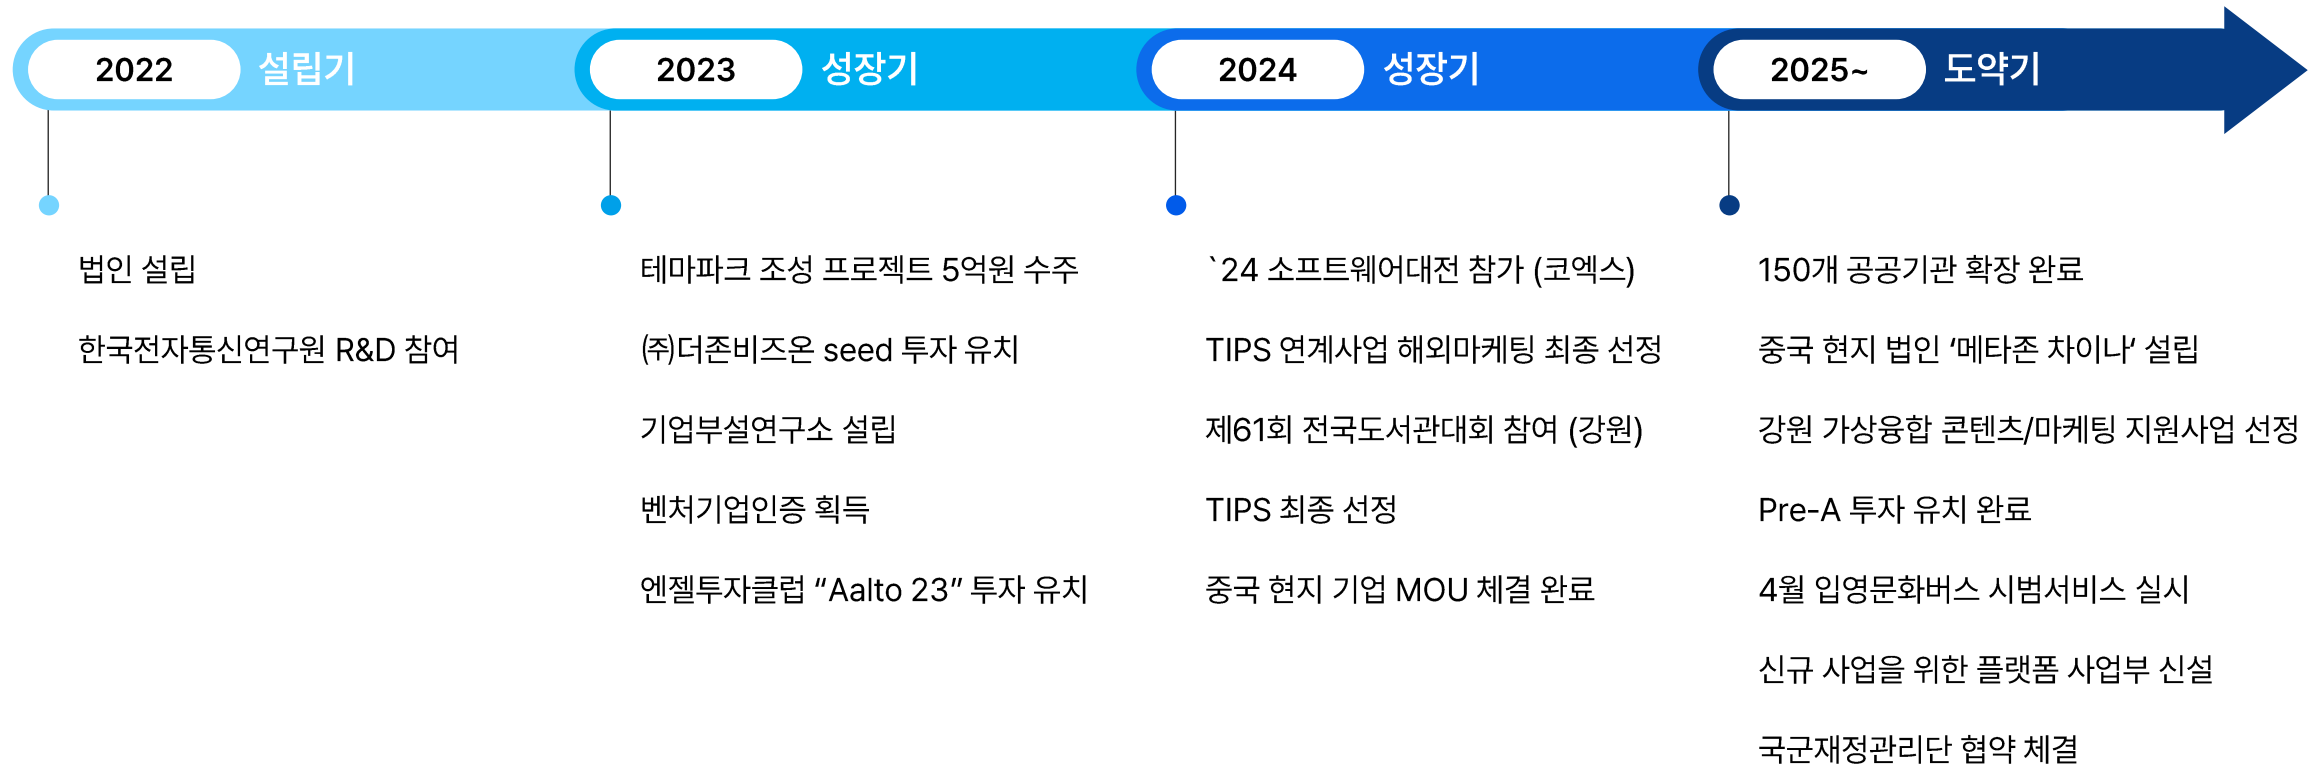 2022 설립기
법인 설립
한국전자통신연구원 R&D 참여
2023 성장기
테마파크 조성 프로젝트 5억원 수주
㈜더존비즈온 seed 투자 유치
기업부설연구소 설립
벤처기업인증 획득
엔젤투자클럽 “Aalto 23” 투자 유치
2024 성장기
`24 소프트웨어대전 참가 (코엑스)
TIPS 연계사업 해외마케팅 최종 선정
제61회 전국도서관대회 참여 (강원)
TIPS 최종 선정
중국 현지 기업 MOU 체결 완료
2025~ 도약기
150개 공공기관 확장 완료
중국 현지 법인 ‘메타존 차이나‘ 설립
강원 가상융합 콘텐츠/마케팅 지원사업 선정
Pre-A 투자 유치 완료
4월 입영문화버스 시범서비스 실시
신규 사업을 위한 플랫폼 사업부 신설
국군재정관리단 협약 체결